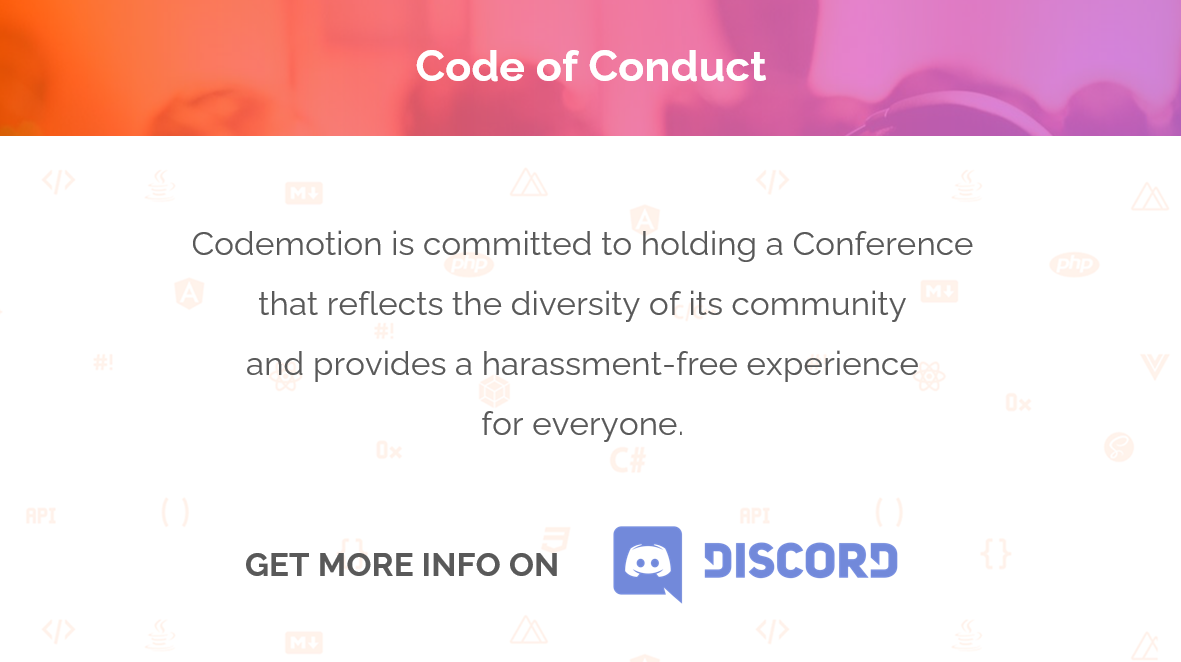 Code of Conduct
Codemotion is committed to holding a Conference
that reflects the diversity of its community
and provides a harassment-free experience
for everyone.
GET MORE INFO ON DISCORD